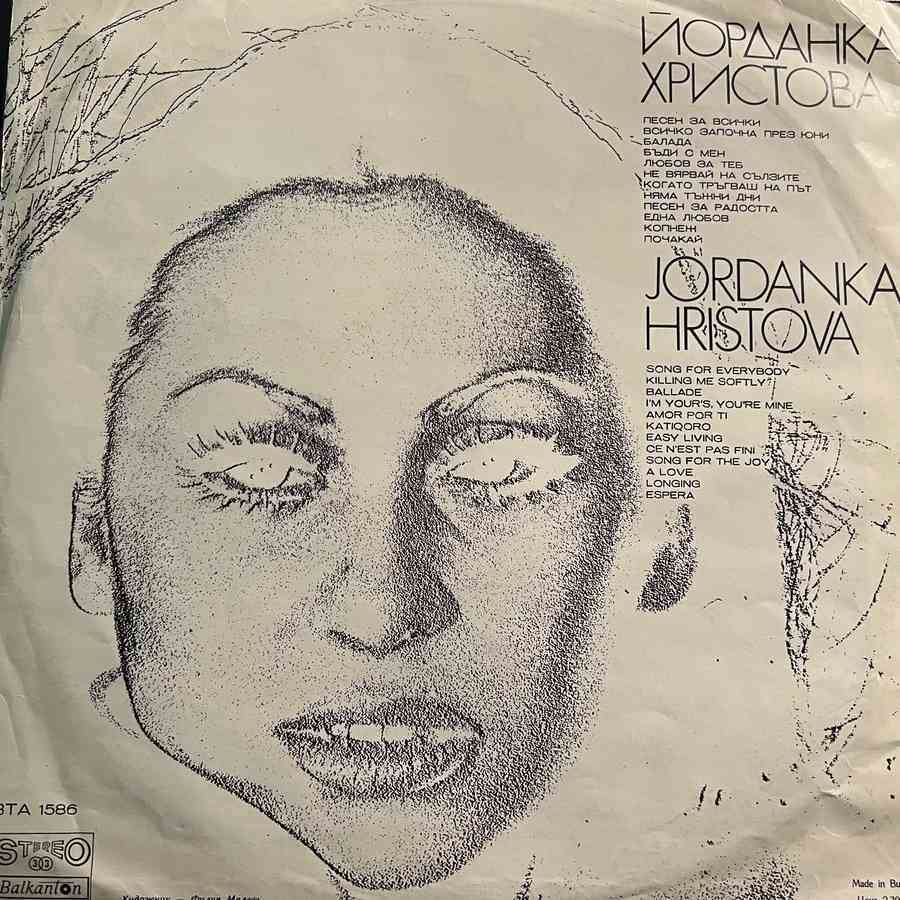 ЙОРДАНКА
ХРИСТОВА
ПЕСЕН ЗА ВСИЧКИ
ВСИЧКО ЗАПОЧНА ПРЕЗ ЮНИ
БАЛАДА
БЪДИ С МЕН
ЛЮБОВ ЗА ТЕБ
НЕ ВЯРВАЙ НА СЪЛЗИТЕ
КОГАТО ТРЪГВАШ НА ПЪТ
НЯМА ТЪЖНИ ДНИ
ПЕСЕН ЗА РАДОСТТА
ЕДНА ЛЮБОВ
КОПНЕЖ
ПОЧАКАЙ
JORDANKA
HRISTOVA
SONG FOR EVERYBODY
KILLING ME SOFTLY
BALLADE
I'M YOUR'S, YOU'RE MINE
AMOR POR TI
KATIQORO
EASY LIVING
CE N'EST PAS FINI
SONG FOR THE JOY
A LOVE
LONGING
ESPERA
ВТА 1586
STEREO
33
Balkanton
Made in Bu
Художник —